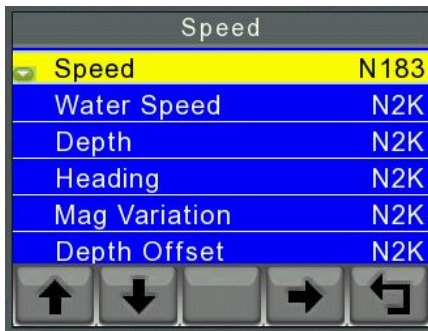 Speed
Speed N183
Water Speed N2K
Depth N2K
Heading N2K
Mag Variation N2K
Depth Offset N2K